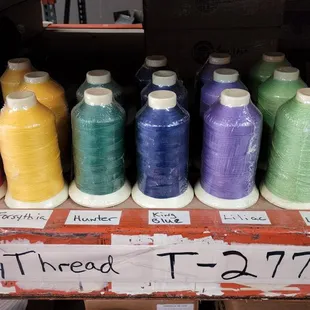 Forsythia
Hunter
King
Blue
Lilac
Thread T-277